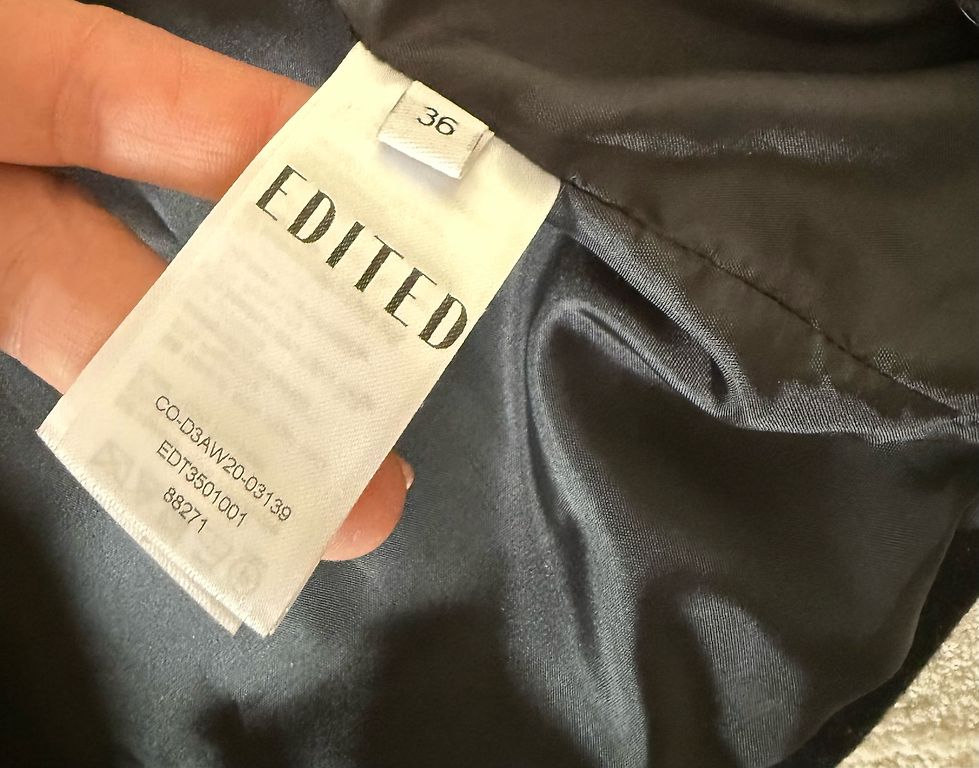 36
EDITED
CO-D3AW20-03139
EDT3501001
88271